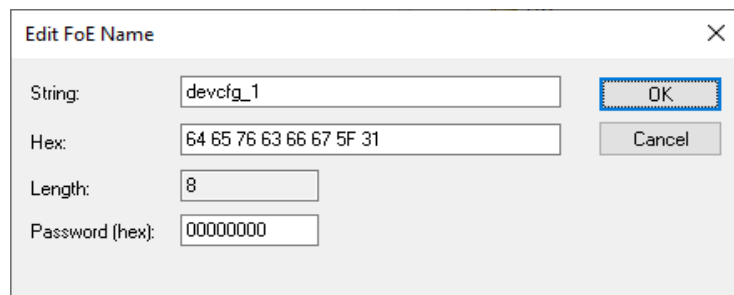 Edit FoE Name
String: devcfg_1 OK
Hex: 64 65 76 63 66 67 5F 31 Cancel
Length: 8
Password (hex): 00000000